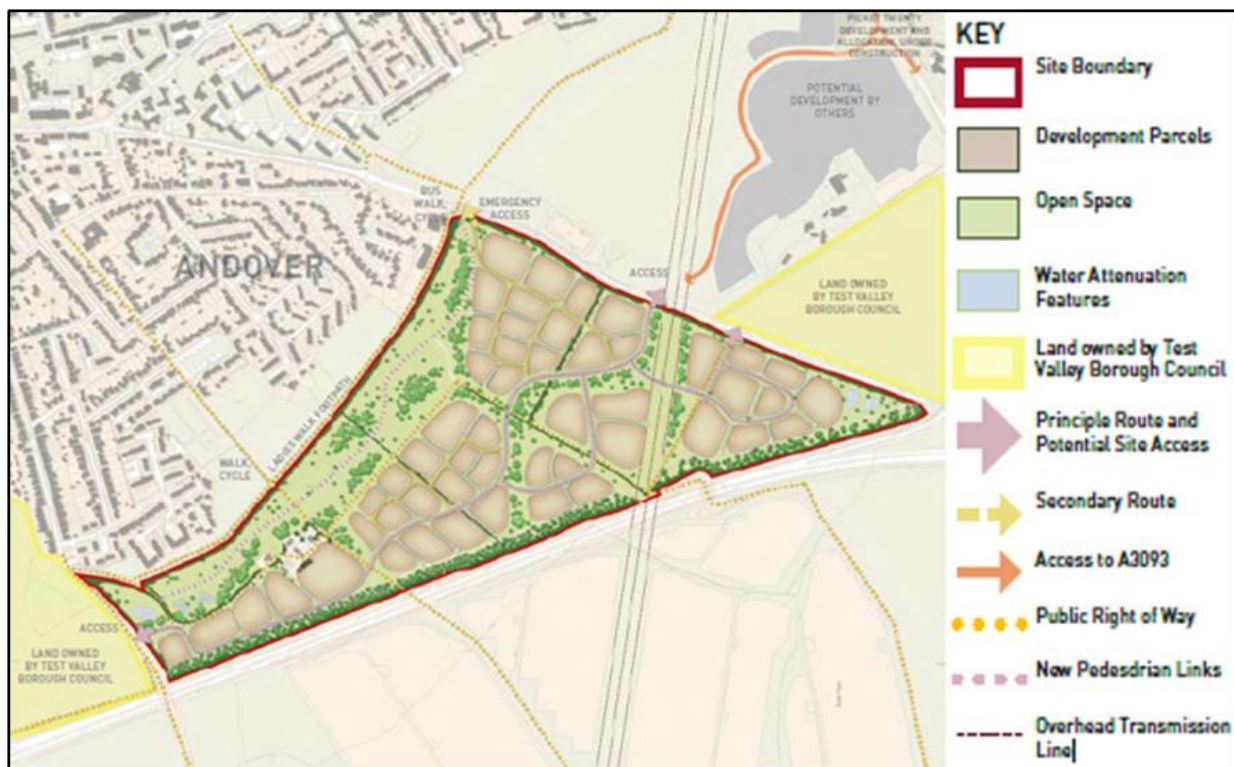 PICKET TWENTY
DEVELOPMENT AND
ALLOCATION, UNDER
CONSTRUCTION
POTENTIAL
DEVELOPMENT BY
OTHERS
BUS
WALK,
CYCLE
EMERGENCY
ACCESS
ANDOVER
ACCESS
LAND OWNED
BY TEST VALLEY
BOROUGH COUNCIL
LADIES WALK FOOTPATH
WALK,
CYCLE
ACCESS
LAND OWNED
BY TEST VALLEY
BOROUGH COUNCIL
KEY
Site Boundary
Development Parcels
Open Space
Water Attenuation
Features
Land owned by Test
Valley Borough Council
Principle Route and
Potential Site Access
Secondary Route
Access to A3093
Public Right of Way
New Pedesdrian Links
Overhead Transmission
Line